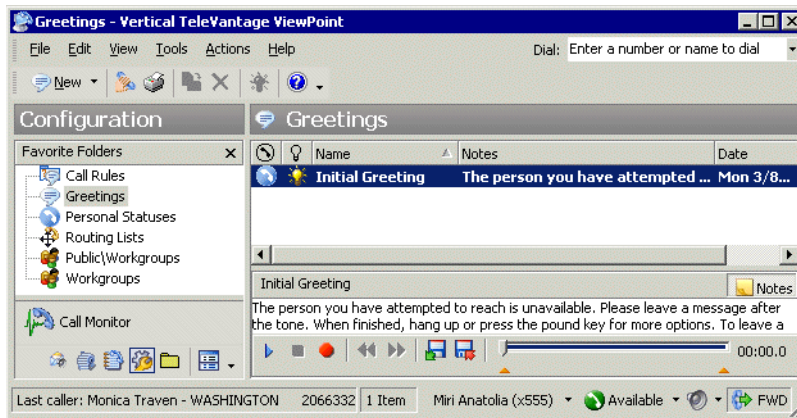 Greetings - Vertical TeleVantage ViewPoint
File Edit View Tools Actions Help Dial: Enter a number or name to dial
New
Configuration
Greetings
Favorite Folders x
Name Notes Date
Call Rules
Initial Greeting The person you have attempted ... Mon 3/8...
Greetings
Personal Statuses
Routing Lists
Public\Workgroups
Workgroups
Initial Greeting Notes
The person you have attempted to reach is unavailable. Please leave a message after
the tone. When finished, hang up or press the pound key for more options. To leave a
Call Monitor
00:00.0
Last caller: Monica Traven - WASHINGTON 2066332 1 Item Miri Anatolia (x555) Available FWD